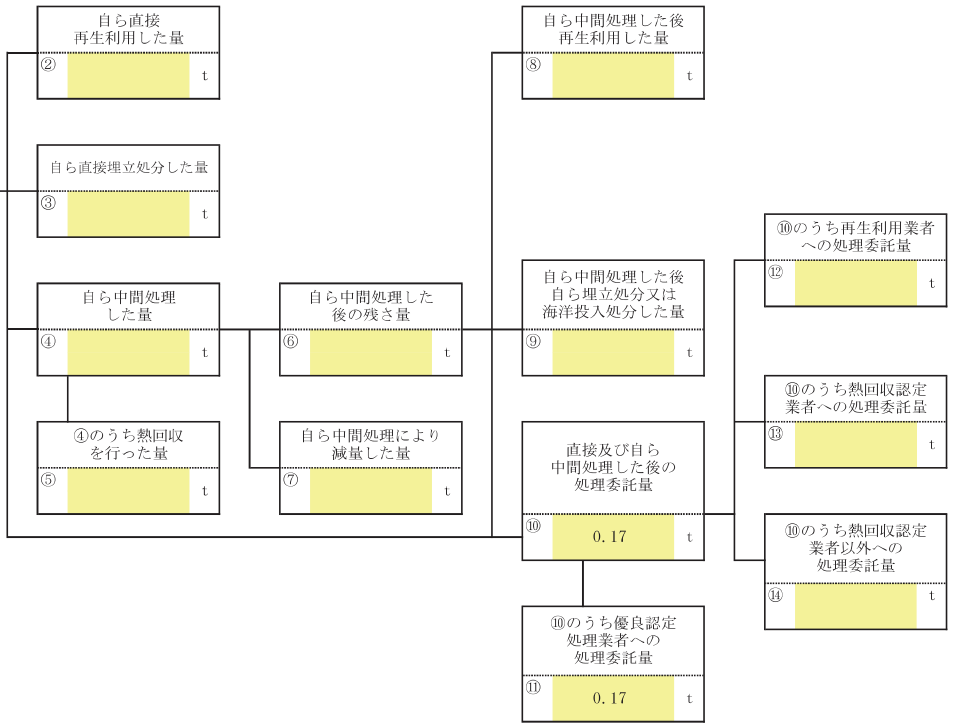 自ら直接
再生利用した量
②
t
自ら直接埋立処分した量
③
t
自ら中間処理
した量
④
t
④のうち熱回収
を行った量
⑤
t
自ら中間処理した
後の残さ量
⑥
t
自ら中間処理により
減量した量
⑦
t
自ら中間処理した後
再生利用した量
⑧
t
自ら中間処理した後
自ら埋立処分又は
海洋投入処分した量
⑨
t
直接及び自ら
中間処理した後の
処理委託量
⑩ 0.17 t
⑩のうち優良認定
処理業者への
処理委託量
⑪ 0.17 t
⑩のうち再生利用業者
への処理委託量
⑫
t
⑩のうち熱回収認定
業者への処理委託量
⑬
t
⑩のうち熱回収認定
業者以外への
処理委託量
⑭
t